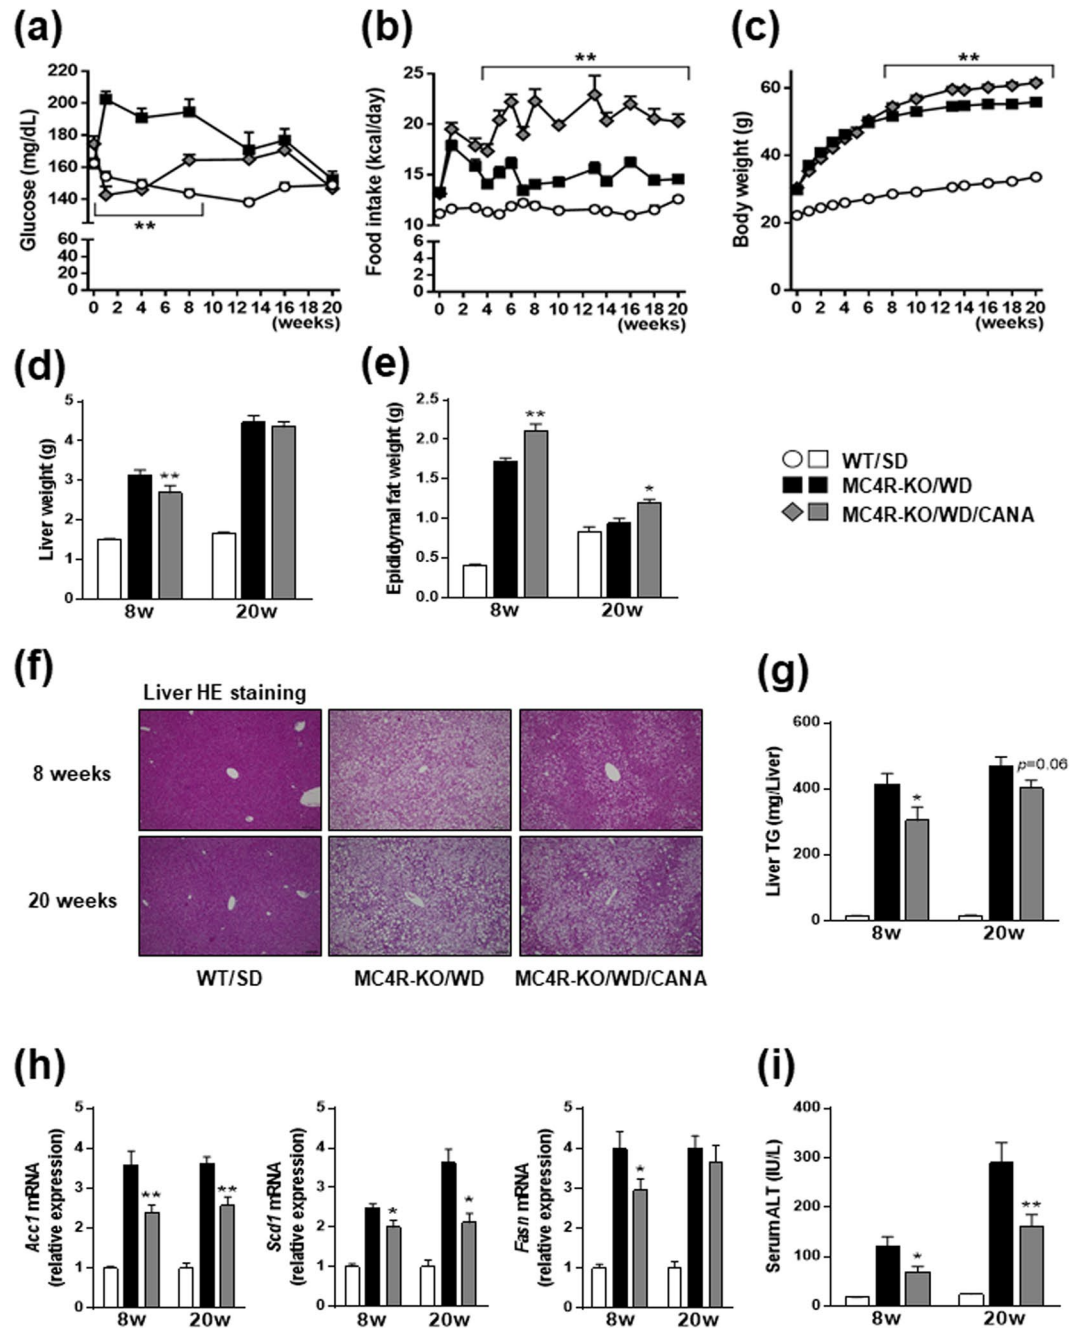 (a)
(b)
(c)
Glucose (mg/dL)
220
200
180
160
140
60
40
20
0
**
0 2 4 6 8 10 12 14 16 18 20
(weeks)
Food intake (kcal/day)
25
20
15
10
6
4
2
0
**
0 2 4 6 8 10 12 14 16 18 20
(weeks)
Body weight (g)
60
40
20
0
**
0 2 4 6 8 10 12 14 16 18 20
(weeks)
(d)
(e)
Liver weight (g)
5
4
3
2
1
0
**
8w 20w
Epididymal fat weight (g)
2.5
2.0
1.5
1.0
0.5
0.0
**
*
8w 20w
WT/SD
MC4R-KO/WD
MC4R-KO/WD/CANA
(f)
Liver HE staining
8 weeks
20 weeks
WT/SD MC4R-KO/WD MC4R-KO/WD/CANA
(g)
Liver TG (mg/Liver)
600
400
200
0
*
p=0.06
8w 20w
(h)
Acc1 mRNA
(relative expression)
5
4
3
2
1
0
**
**
8w 20w
Scd1 mRNA
(relative expression)
5
4
3
2
1
0
*
*
8w 20w
Fasn mRNA
(relative expression)
5
4
3
2
1
0
*
8w 20w
(i)
Serum ALT (IU/L)
400
300
200
100
0
*
**
8w 20w